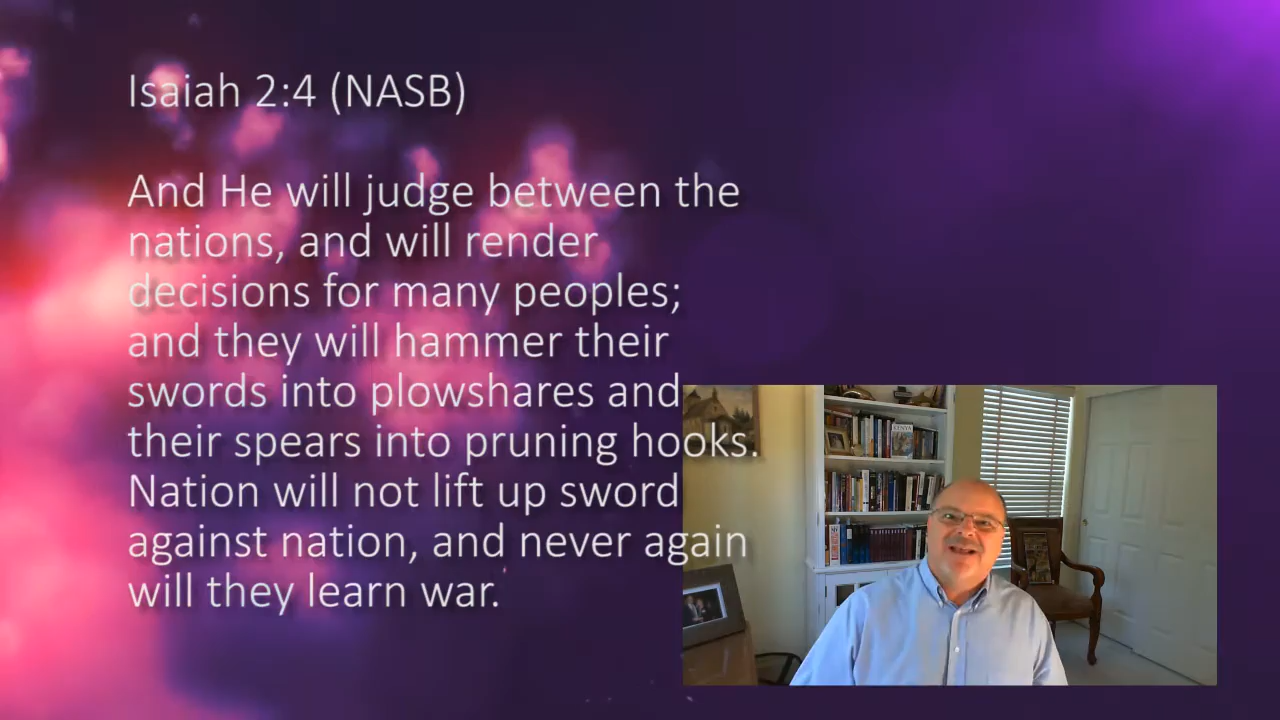 Isaiah 2:4 (NASB)
And He will judge between the
nations, and will render
decisions for many peoples;
and they will hammer their
swords into plowshares and
their spears into pruning hooks.
Nation will not lift up sword
against nation, and never again
will they learn war.
KENYA